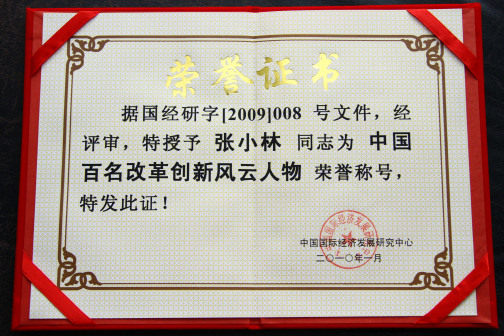 荣誉证书
据国经研字[2009]008 号文件，经
评审，特授予 张小林 同志为 中国
百名改革创新风云人物 荣誉称号，
特发此证！
中国国际经济发展研究中心
二〇一〇年一月